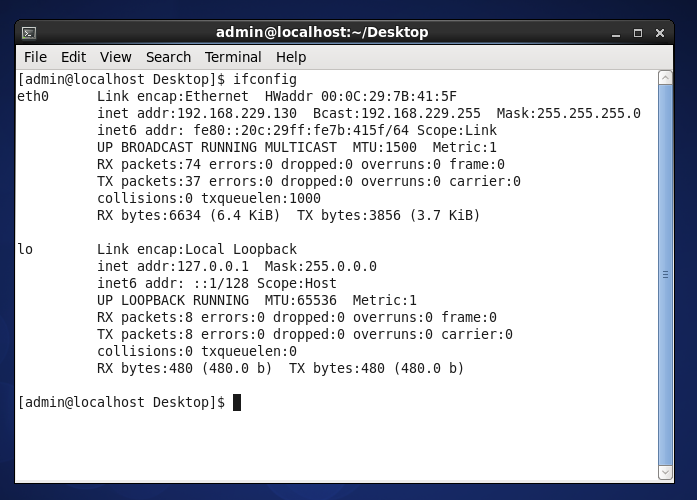 admin@localhost:~/Desktop
File Edit View Search Terminal Help
[admin@localhost Desktop]$ ifconfig
eth0      Link encap:Ethernet  HWaddr 00:0C:29:7B:41:5F
          inet addr:192.168.229.130  Bcast:192.168.229.255  Mask:255.255.255.0
          inet6 addr: fe80::20c:29ff:fe7b:415f/64 Scope:Link
          UP BROADCAST RUNNING MULTICAST  MTU:1500  Metric:1
          RX packets:74 errors:0 dropped:0 overruns:0 frame:0
          TX packets:37 errors:0 dropped:0 overruns:0 carrier:0
          collisions:0 txqueuelen:1000
          RX bytes:6634 (6.4 KiB)  TX bytes:3856 (3.7 KiB)

lo        Link encap:Local Loopback
          inet addr:127.0.0.1  Mask:255.0.0.0
          inet6 addr: ::1/128 Scope:Host
          UP LOOPBACK RUNNING  MTU:65536  Metric:1
          RX packets:8 errors:0 dropped:0 overruns:0 frame:0
          TX packets:8 errors:0 dropped:0 overruns:0 carrier:0
          collisions:0 txqueuelen:0
          RX bytes:480 (480.0 b)  TX bytes:480 (480.0 b)

[admin@localhost Desktop]$